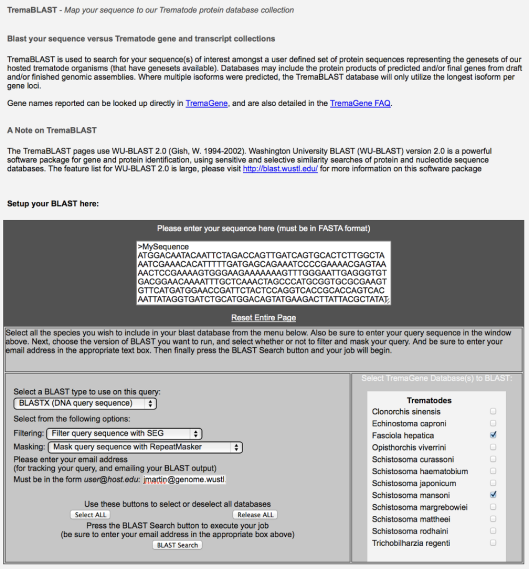 TremaBLAST - Map your sequence to our Trematode protein database collection
Blast your sequence versus Trematode gene and transcript collections
TremaBLAST is used to search for your sequence(s) of interest amongst a user defined set of protein sequences representing the genesets of our
hosted trematode organisms (that have genesets available). Databases may include the protein products of predicted and/or final genes from draft
and/or finished genomic assemblies. Where multiple isoforms were predicted, the TremaBLAST database will only utilize the longest isoform per
gene loci.
Gene names reported can be looked up directly in TremaGene, and are also detailed in the TremaGene FAQ.
A Note on TremaBLAST
The TremaBLAST pages use WU-BLAST 2.0 (Gish, W. 1994-2002). Washington University BLAST (WU-BLAST) version 2.0 is a powerful
software package for gene and protein identification, using sensitive and selective similarity searches of protein and nucleotide sequence
databases. The feature list for WU-BLAST 2.0 is large, please visit http://blast.wustl.edu/ for more information on this software package
Setup your BLAST here:
Please enter your sequence here (must be in FASTA format)
>MySequence
ATGGACAATACAATTCTAGACCAGTTGATCAGTGCACTCTTGGCTA
AATCGAAACACATTTTTGATGAGCAGAAATCCCCGAAAACGAGTAA
AACTCCGAAAAGTGGGAAGAAAAAAAGTTTGGGAATTGAGGGTGT
GACGGAACAAAATTTGCTCAAACTAGCCCATGCGGTGCGCGAAGT
GTTCATGATGGAACCGATTCTACTCCAGGTCACCGCACCAGTCAC
AATTATAGGTGATCTGCATGGACAGTATGAAGACTTATTACGCTATAT
Reset Entire Page
Select all the species you wish to include in your blast database from the menu below. Also be sure to enter your query sequence in the window
above. Next, choose the version of BLAST you want to run, and select whether or not to filter and mask your query. And be sure to enter your
email address in the appropriate text box. Then finally press the BLAST Search button and your job will begin.
Select a BLAST type to use on this query:
BLASTX (DNA query sequence)
Select from the following options:
Filtering: Filter query sequence with SEG
Masking: Mask query sequence with RepeatMasker
Please enter your email address
(for tracking your query, and emailing your BLAST output)
Must be in the form user@host.edu: jmartin@genome.wustl
Use these buttons to select or deselect all databases
Select ALL Release ALL
Press the BLAST Search button to execute your job
(be sure to enter your email address in the appropriate box above)
BLAST Search
Select TremaGene Database(s) to BLAST:
Trematodes
Clonorchis sinensis
Echinostoma caproni
Fasciola hepatica
Opisthorchis viverrini
Schistosoma curassoni
Schistosoma haematobium
Schistosoma japonicum
Schistosoma mansoni
Schistosoma margrebowiei
Schistosoma mattheei
Schistosoma rodhaini
Trichobilharzia regenti